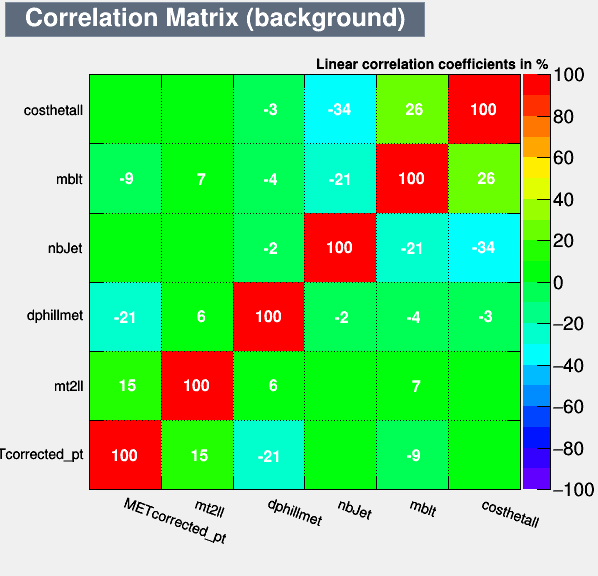 Correlation Matrix (background)
Linear correlation coefficients in %
costhetall -3 -34 26 100
mblt -9 7 -4 -21 100 26
nbJet -2 100 -21 -34
dphillmet -21 6 100 -2 -4 -3
mt2ll 15 100 6 7
Tcorrected_pt 100 15 -21 -9
METcorrected_pt mt2ll dphillmet nbJet mblt costhetall
100
80
60
40
20
0
−20
−40
−60
−80
−100